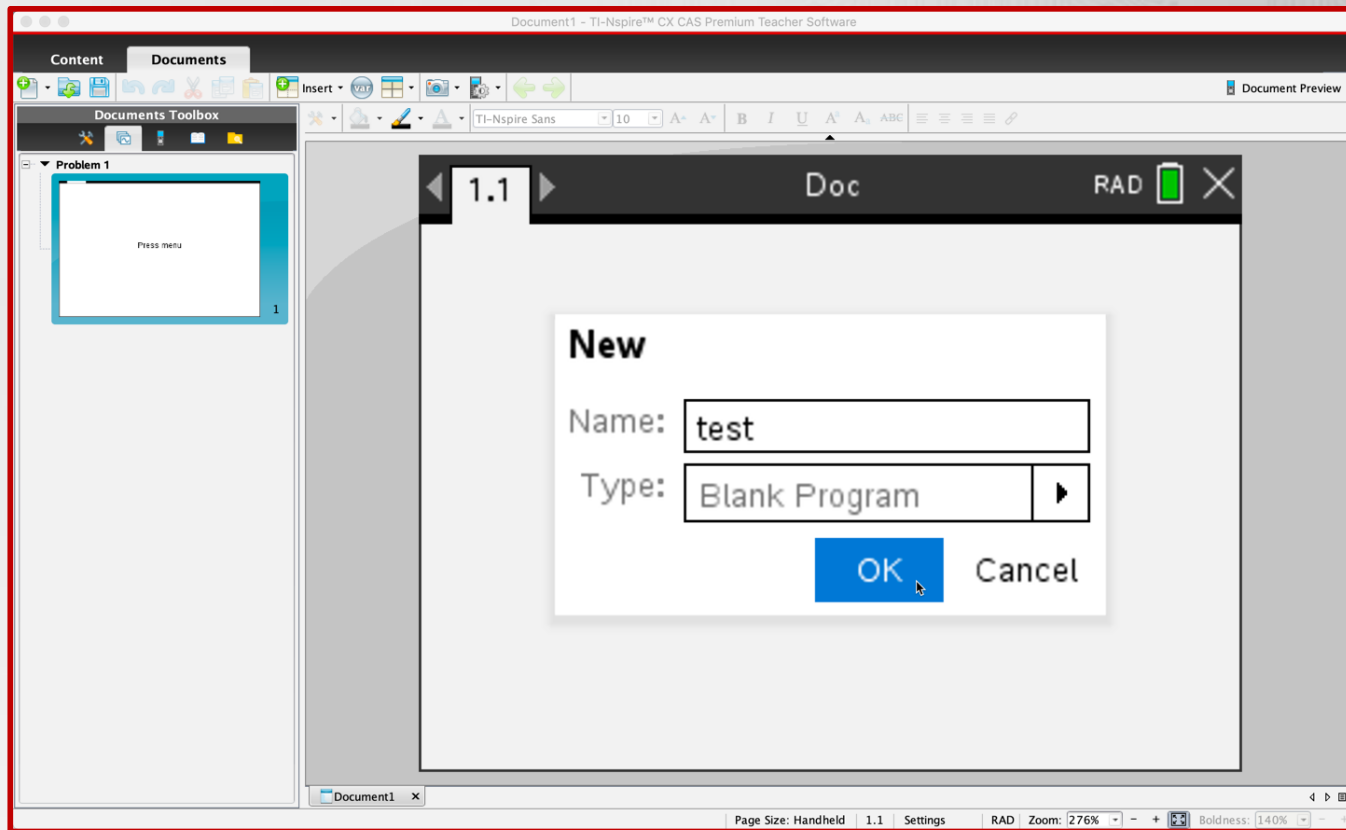 Document1 - TI-Nspire™ CX CAS Premium Teacher Software
Content Documents
Insert var Document Preview
Documents Toolbox
TI-Nspire Sans 10 A+ A- B I U A ABC
Problem 1
Press menu
1
1.1 Doc RAD
New
Name: test
Type: Blank Program
OK Cancel
Document1
Page Size: Handheld 1.1 Settings RAD Zoom: 276% - + Boldness: 140% - +